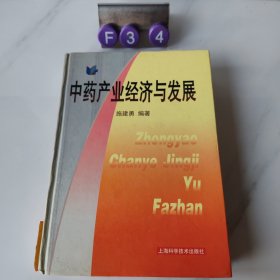 F 3 4
中药产业经济与发展
施建勇 编著
Zhongyao
Chanye Jingji
Yu
Fazhan
上海科学技术出版社